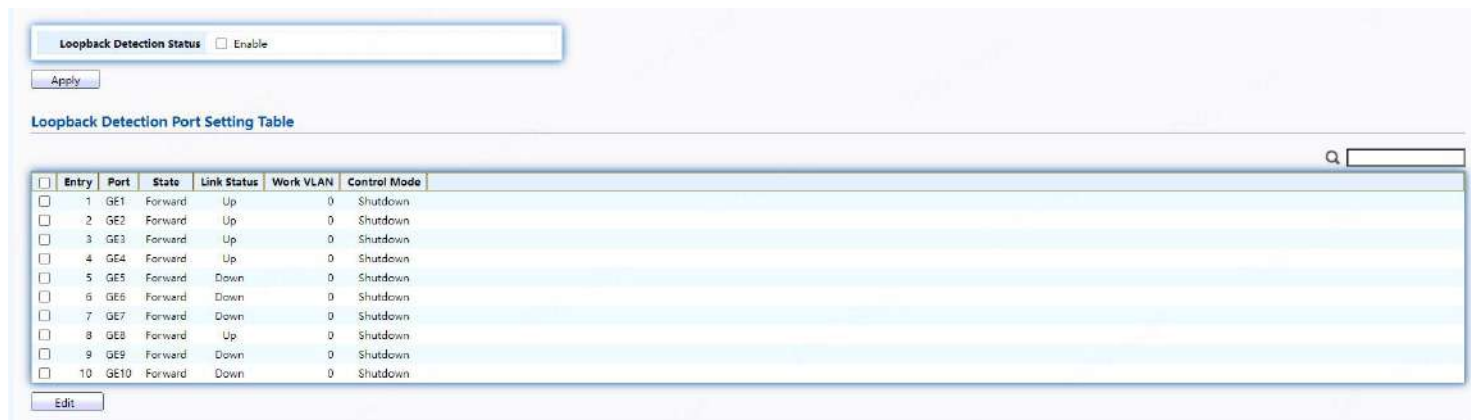 Loopback Detection Status Enable
Apply
Loopback Detection Port Setting Table
Entry Port State Link Status Work VLAN Control Mode
1 GE1 Forward Up 0 Shutdown
2 GE2 Forward Up 0 Shutdown
3 GE3 Forward Up 0 Shutdown
4 GE4 Forward Up 0 Shutdown
5 GE5 Forward Down 0 Shutdown
6 GE6 Forward Down 0 Shutdown
7 GE7 Forward Down 0 Shutdown
8 GE8 Forward Up 0 Shutdown
9 GE9 Forward Down 0 Shutdown
10 GE10 Forward Down 0 Shutdown
Edit